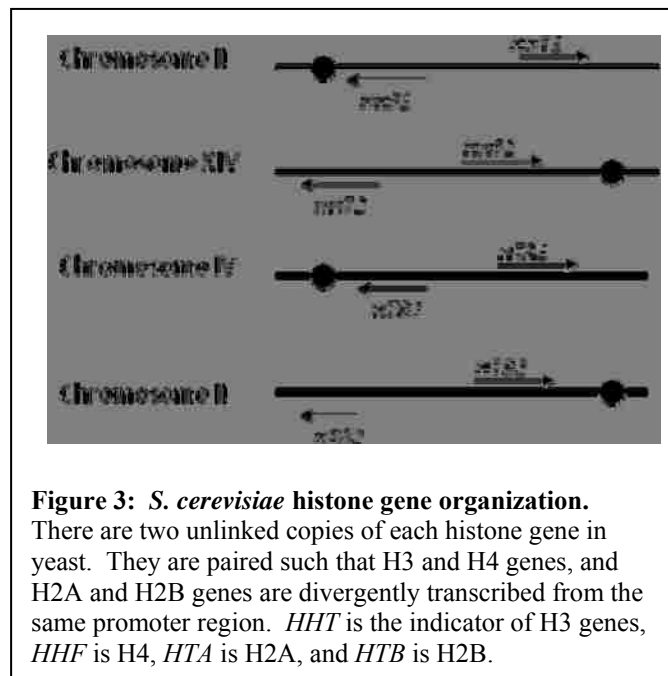 Chromosome II
Chromosome XIV
Chromosome IV
Chromosome II
Figure 3: S. cerevisiae histone gene organization.
There are two unlinked copies of each histone gene in
yeast. They are paired such that H3 and H4 genes, and
H2A and H2B genes are divergently transcribed from the
same promoter region. HHT is the indicator of H3 genes,
HHF is H4, HTA is H2A, and HTB is H2B.